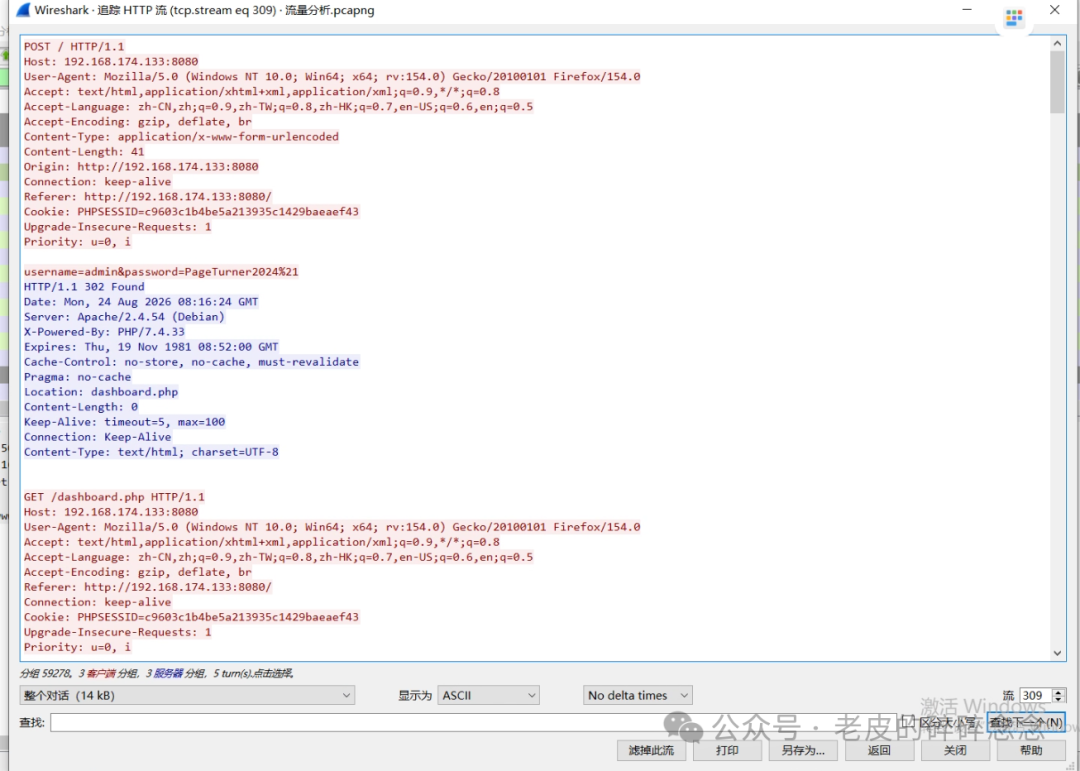 Wireshark · 追踪 HTTP 流 (tcp.stream eq 309) · 流量分析.pcapng
POST / HTTP/1.1
Host: 192.168.174.133:8080
User-Agent: Mozilla/5.0 (Windows NT 10.0; Win64; x64; rv:154.0) Gecko/20100101 Firefox/154.0
Accept: text/html,application/xhtml+xml,application/xml;q=0.9,*/*;q=0.8
Accept-Language: zh-CN,zh;q=0.9,zh-TW;q=0.8,zh-HK;q=0.7,en-US;q=0.6,en;q=0.5
Accept-Encoding: gzip, deflate, br
Content-Type: application/x-www-form-urlencoded
Content-Length: 41
Origin: http://192.168.174.133:8080
Connection: keep-alive
Referer: http://192.168.174.133:8080/
Cookie: PHPSESSID=c9603c1b4be5a213935c1429baeaef43
Upgrade-Insecure-Requests: 1
Priority: u=0, i
username=admin&password=PageTurner2024%21
HTTP/1.1 302 Found
Date: Mon, 24 Aug 2026 08:16:24 GMT
Server: Apache/2.4.54 (Debian)
X-Powered-By: PHP/7.4.33
Expires: Thu, 19 Nov 1981 08:52:00 GMT
Cache-Control: no-store, no-cache, must-revalidate
Pragma: no-cache
Location: dashboard.php
Content-Length: 0
Keep-Alive: timeout=5, max=100
Connection: Keep-Alive
Content-Type: text/html; charset=UTF-8
GET /dashboard.php HTTP/1.1
Host: 192.168.174.133:8080
User-Agent: Mozilla/5.0 (Windows NT 10.0; Win64; x64; rv:154.0) Gecko/20100101 Firefox/154.0
Accept: text/html,application/xhtml+xml,application/xml;q=0.9,*/*;q=0.8
Accept-Language: zh-CN,zh;q=0.9,zh-TW;q=0.8,zh-HK;q=0.7,en-US;q=0.6,en;q=0.5
Accept-Encoding: gzip, deflate, br
Referer: http://192.168.174.133:8080/
Connection: keep-alive
Cookie: PHPSESSID=c9603c1b4be5a213935c1429baeaef43
Upgrade-Insecure-Requests: 1
Priority: u=0, i
分组 59278。3 客户端 分组，3 服务器 分组，5 turn(s).点击选择。
整个对话 (14 kB) 显示为 ASCII No delta times 流 309
激活 Windows
查找: 区分大小写 查找下一个(N)
公众号 · 老皮的碎碎念念
滤掉此流 打印 另存为… 返回 关闭 帮助